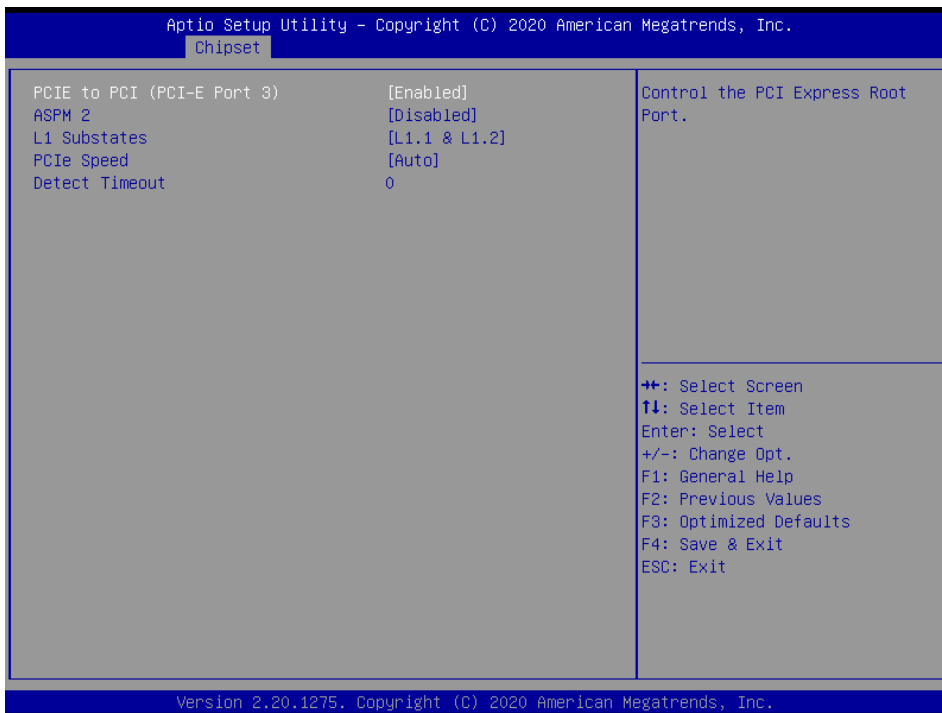 Aptio Setup Utility – Copyright (C) 2020 American Megatrends, Inc.
Chipset
PCIE to PCI (PCI-E Port 3) [Enabled]
ASPM 2 [Disabled]
L1 Substates [L1.1 & L1.2]
PCIe Speed [Auto]
Detect Timeout 0
Control the PCI Express Root
Port.
→←: Select Screen
↑↓: Select Item
Enter: Select
+/-: Change Opt.
F1: General Help
F2: Previous Values
F3: Optimized Defaults
F4: Save & Exit
ESC: Exit
Version 2.20.1275. Copyright (C) 2020 American Megatrends, Inc.